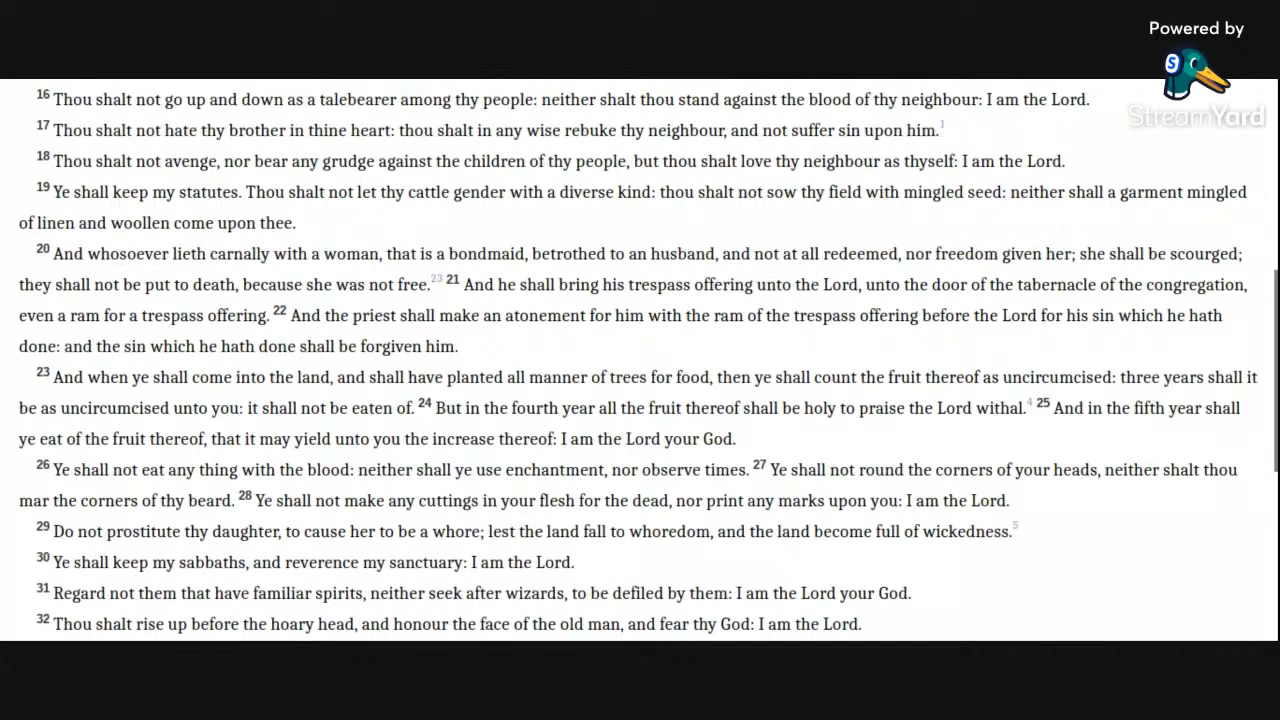 Powered by
S
StreamYard
16 Thou shalt not go up and down as a talebearer among thy people: neither shalt thou stand against the blood of thy neighbour: I am the Lord.
17 Thou shalt not hate thy brother in thine heart: thou shalt in any wise rebuke thy neighbour, and not suffer sin upon him.1
18 Thou shalt not avenge, nor bear any grudge against the children of thy people, but thou shalt love thy neighbour as thyself: I am the Lord.
19 Ye shall keep my statutes. Thou shalt not let thy cattle gender with a diverse kind: thou shalt not sow thy field with mingled seed: neither shall a garment mingled
of linen and woollen come upon thee.
20 And whosoever lieth carnally with a woman, that is a bondmaid, betrothed to an husband, and not at all redeemed, nor freedom given her; she shall be scourged;
they shall not be put to death, because she was not free.23 21 And he shall bring his trespass offering unto the Lord, unto the door of the tabernacle of the congregation,
even a ram for a trespass offering. 22 And the priest shall make an atonement for him with the ram of the trespass offering before the Lord for his sin which he hath
done: and the sin which he hath done shall be forgiven him.
23 And when ye shall come into the land, and shall have planted all manner of trees for food, then ye shall count the fruit thereof as uncircumcised: three years shall it
be as uncircumcised unto you: it shall not be eaten of. 24 But in the fourth year all the fruit thereof shall be holy to praise the Lord withal.4 25 And in the fifth year shall
ye eat of the fruit thereof, that it may yield unto you the increase thereof: I am the Lord your God.
26 Ye shall not eat any thing with the blood: neither shall ye use enchantment, nor observe times. 27 Ye shall not round the corners of your heads, neither shalt thou
mar the corners of thy beard. 28 Ye shall not make any cuttings in your flesh for the dead, nor print any marks upon you: I am the Lord.
29 Do not prostitute thy daughter, to cause her to be a whore; lest the land fall to whoredom, and the land become full of wickedness.5
30 Ye shall keep my sabbaths, and reverence my sanctuary: I am the Lord.
31 Regard not them that have familiar spirits, neither seek after wizards, to be defiled by them: I am the Lord your God.
32 Thou shalt rise up before the hoary head, and honour the face of the old man, and fear thy God: I am the Lord.